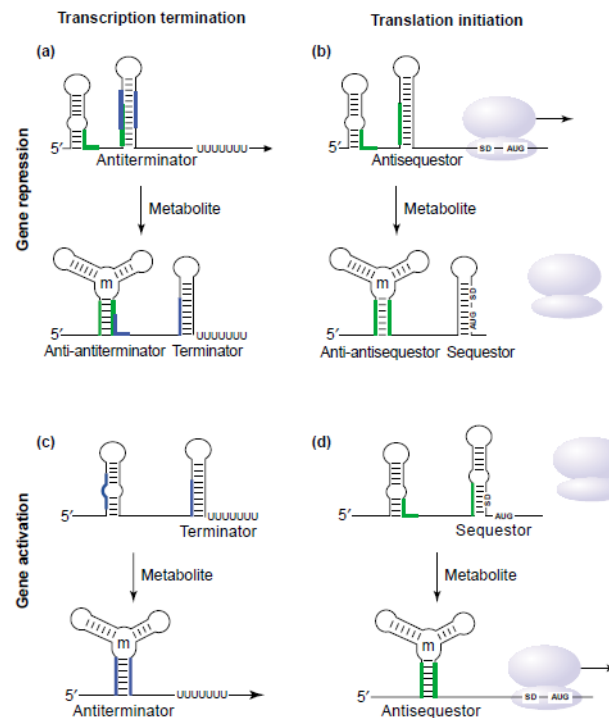 Transcription termination Translation initiation
Gene repression
(a)
5′ UUUUUUU
Antiterminator
Metabolite
m
5′ UUUUUUU
Anti-antiterminator Terminator
(b)
5′ SD AUG
Antisequestor
Metabolite
m
AUG SD
5′
Anti-antisequestor Sequestor
Gene activation
(c)
5′ UUUUUUU
Terminator
Metabolite
m
5′ UUUUUUU
Antiterminator
(d)
SD
5′ AUG
Sequestor
Metabolite
m
5′ SD AUG
Antisequestor